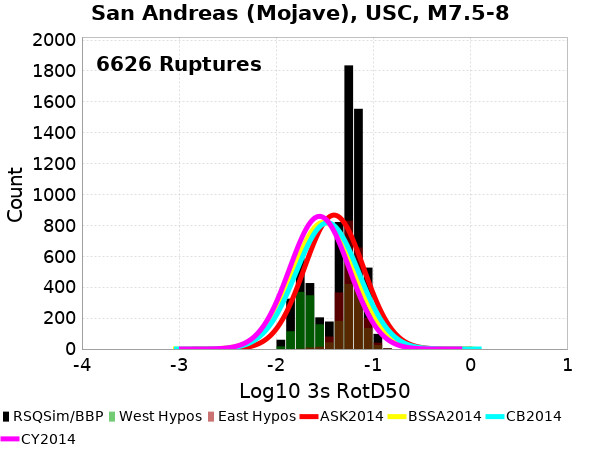 San Andreas (Mojave), USC, M7.5-8
6626 Ruptures
Count
2000
1800
1600
1400
1200
1000
800
600
400
200
0
-4 -3 -2 -1 0 1
Log10 3s RotD50
RSQSim/BBP West Hypos East Hypos ASK2014 BSSA2014 CB2014
CY2014